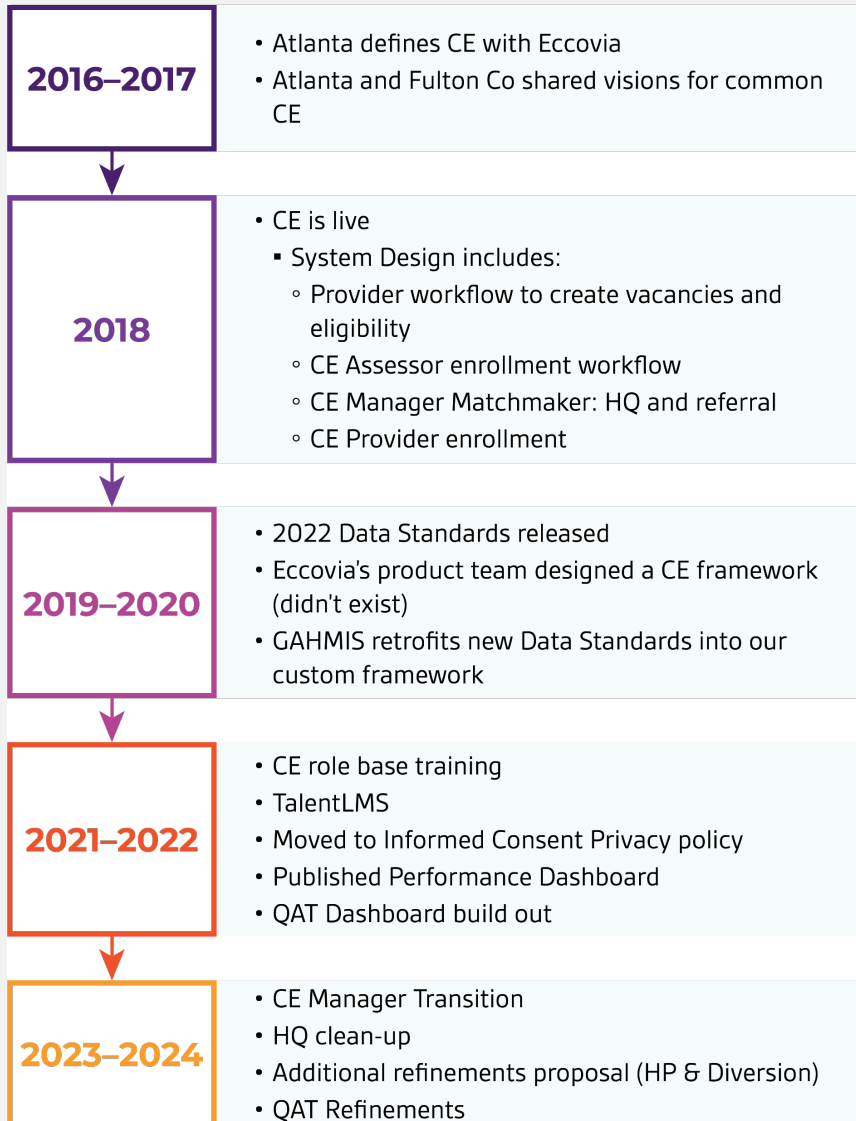 2016–2017
• Atlanta defines CE with Eccovia
• Atlanta and Fulton Co shared visions for common
CE
2018
• CE is live
▪ System Design includes:
◦ Provider workflow to create vacancies and
eligibility
◦ CE Assessor enrollment workflow
◦ CE Manager Matchmaker: HQ and referral
◦ CE Provider enrollment
2019–2020
• 2022 Data Standards released
• Eccovia's product team designed a CE framework
(didn't exist)
• GAHMIS retrofits new Data Standards into our
custom framework
2021–2022
• CE role base training
• TalentLMS
• Moved to Informed Consent Privacy policy
• Published Performance Dashboard
• QAT Dashboard build out
2023–2024
• CE Manager Transition
• HQ clean-up
• Additional refinements proposal (HP & Diversion)
• QAT Refinements